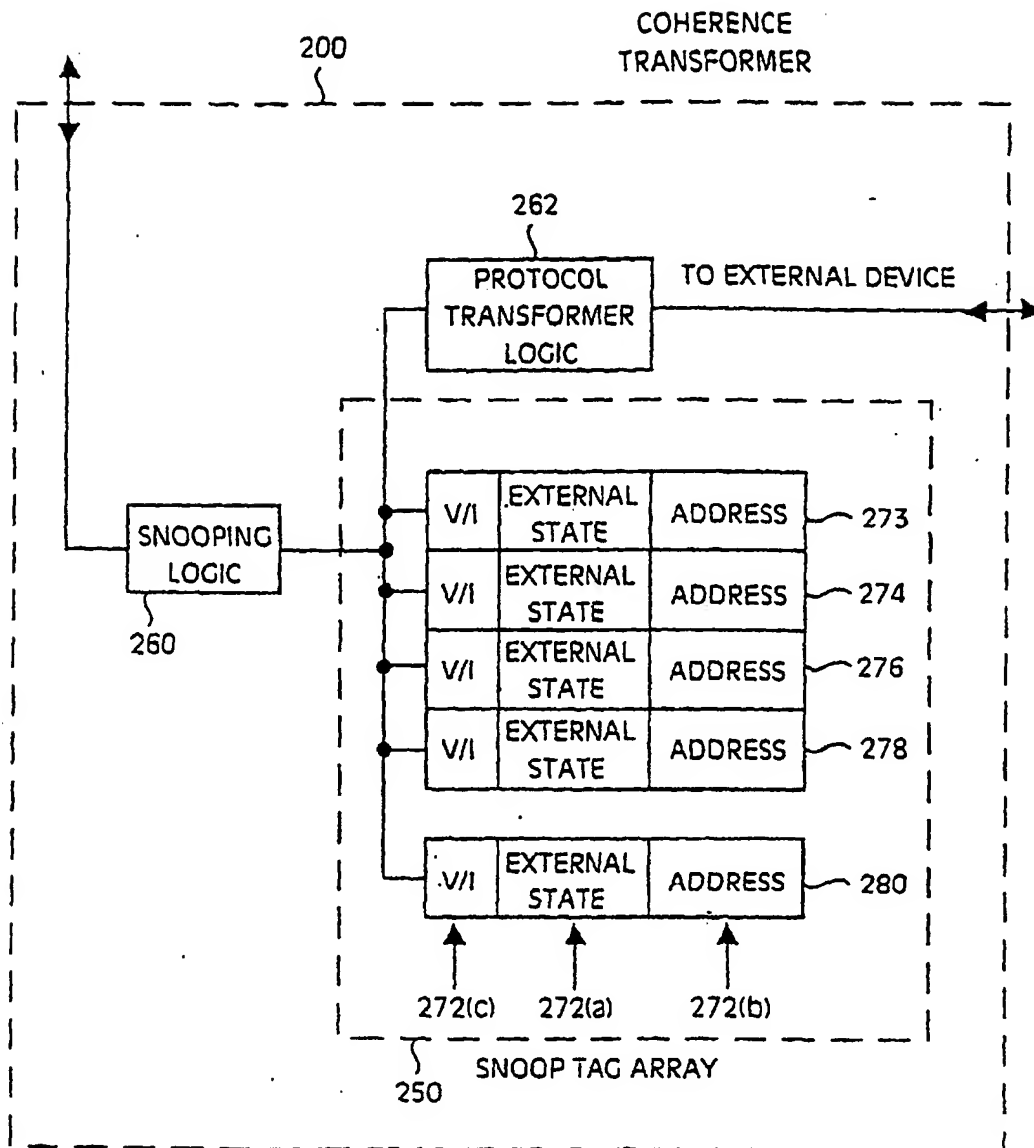 COHERENCE
TRANSFORMER
200
262
PROTOCOL
TRANSFORMER
LOGIC
TO EXTERNAL DEVICE
SNOOPING
LOGIC
260
V/I EXTERNAL STATE ADDRESS 273
V/I EXTERNAL STATE ADDRESS 274
V/I EXTERNAL STATE ADDRESS 276
V/I EXTERNAL STATE ADDRESS 278
V/I EXTERNAL STATE ADDRESS 280
272(c) 272(a) 272(b)
250
SNOOP TAG ARRAY